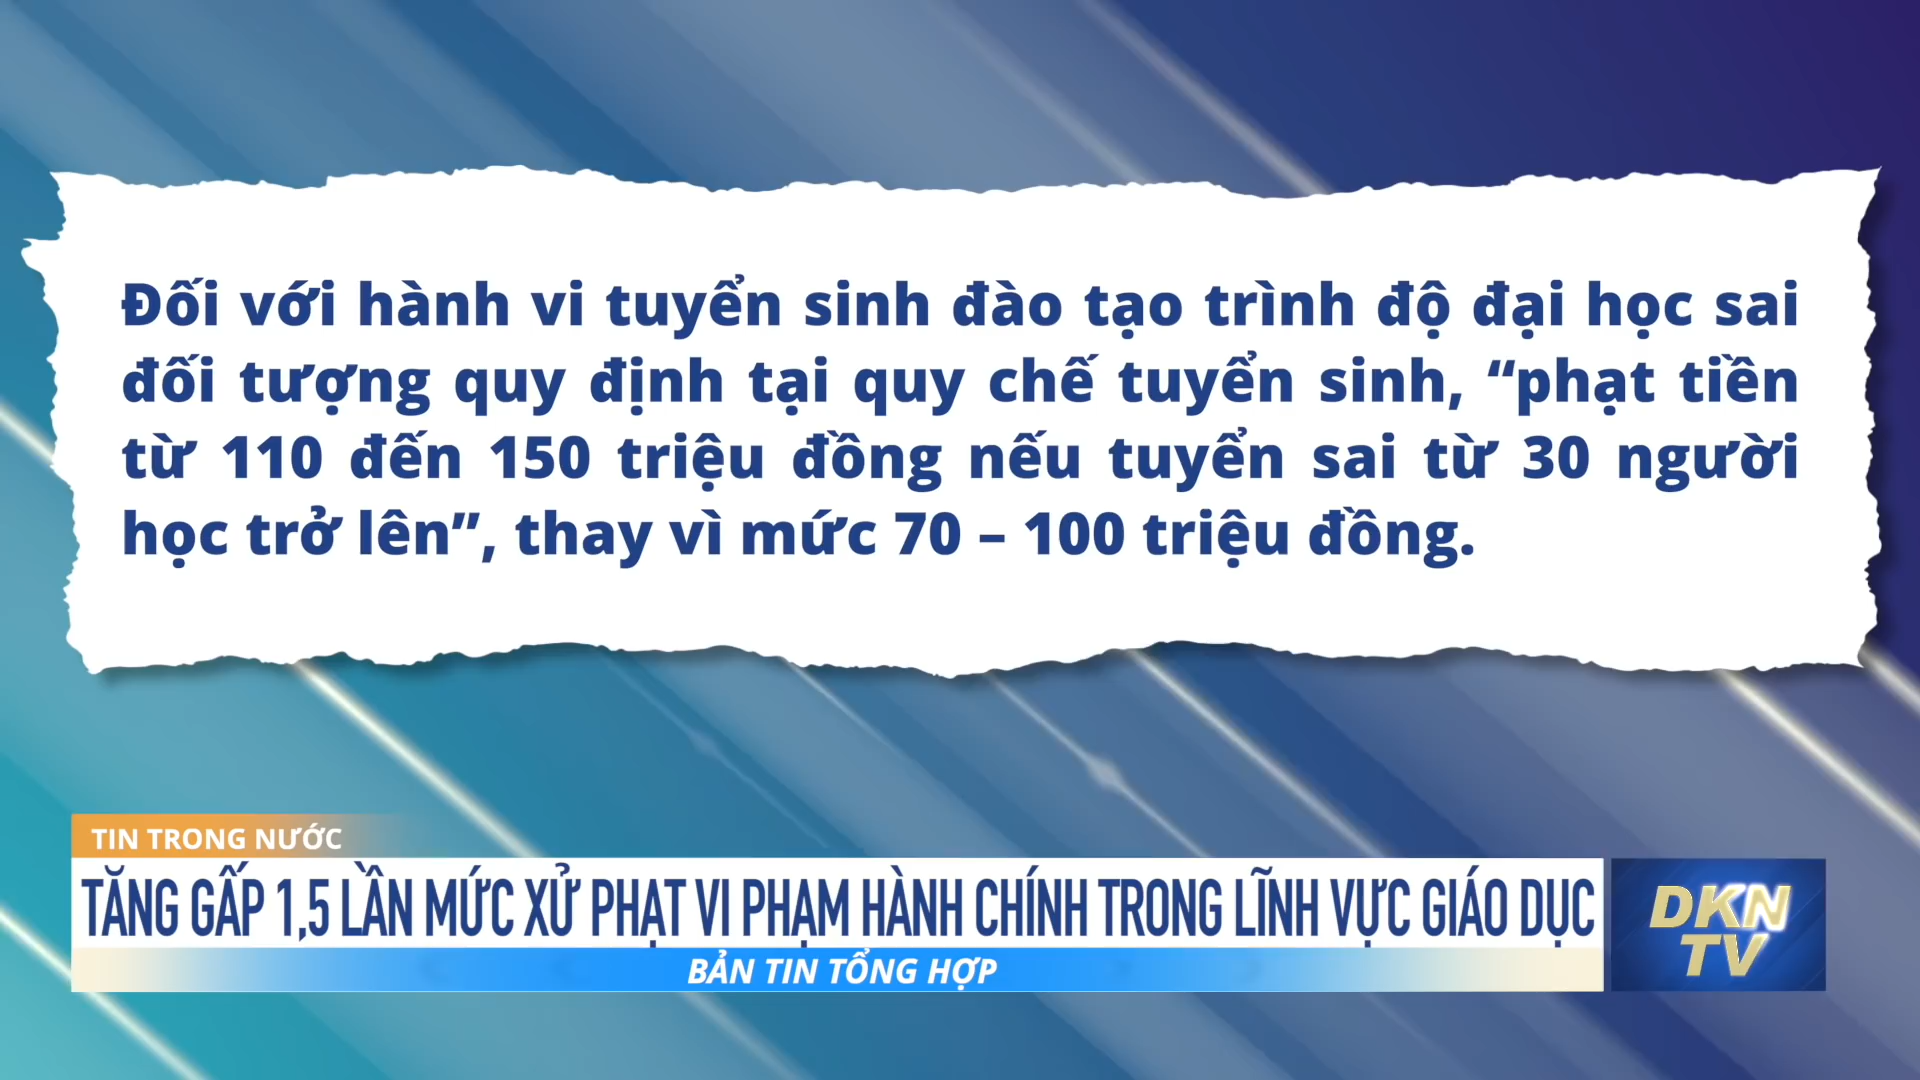 Đối với hành vi tuyển sinh đào tạo trình độ đại học sai
đối tượng quy định tại quy chế tuyển sinh, “phạt tiền
từ 110 đến 150 triệu đồng nếu tuyển sai từ 30 người
học trở lên”, thay vì mức 70 – 100 triệu đồng.
TIN TRONG NƯỚC
TĂNG GẤP 1,5 LẦN MỨC XỬ PHẠT VI PHẠM HÀNH CHÍNH TRONG LĨNH VỰC GIÁO DỤC
BẢN TIN TỔNG HỢP
DKN
TV